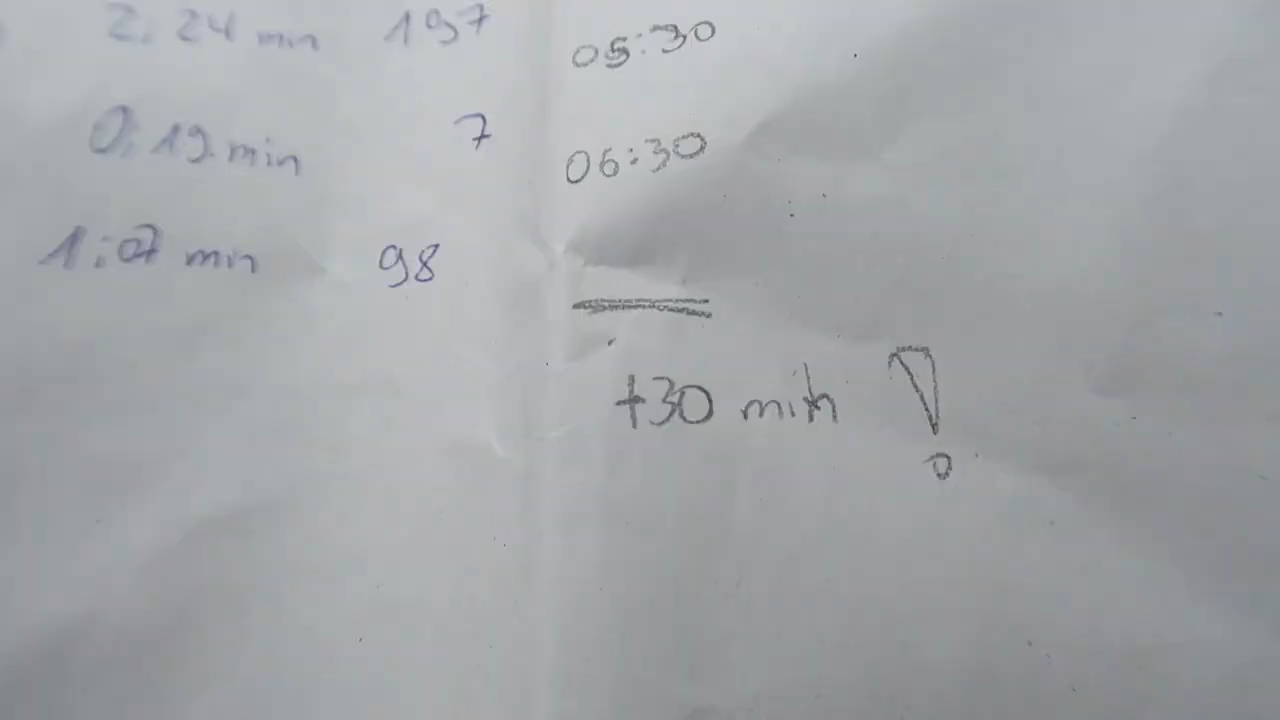 2:24 min 197 05:30
0:19 min 7 06:30
1:07 min 98
+30 min !